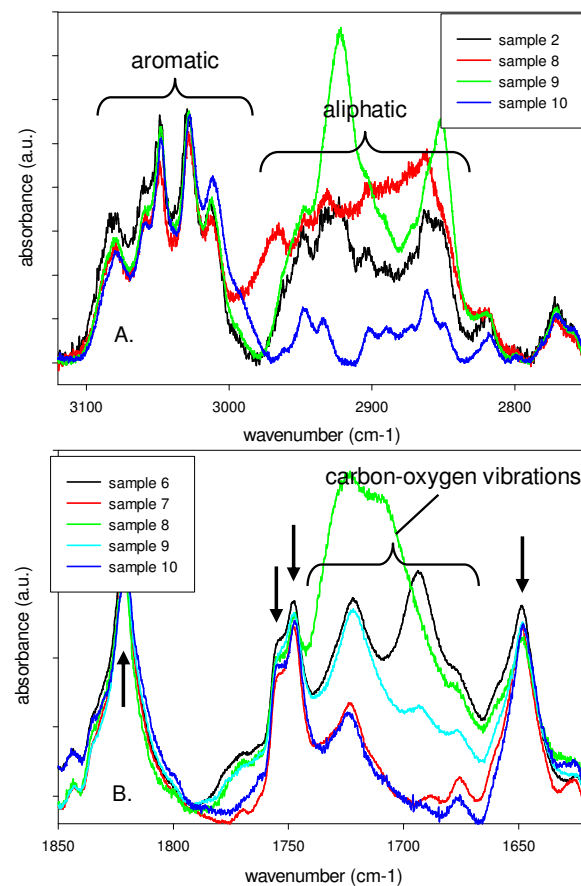 aromatic
aliphatic
sample 2
sample 8
sample 9
sample 10
absorbance (a.u.)
A.
3100 3000 2900 2800
wavenumber (cm-1)
sample 6
sample 7
sample 8
sample 9
sample 10
carbon-oxygen vibrations
absorbance (a.u.)
B.
1850 1800 1750 1700 1650
wavenumber (cm-1)